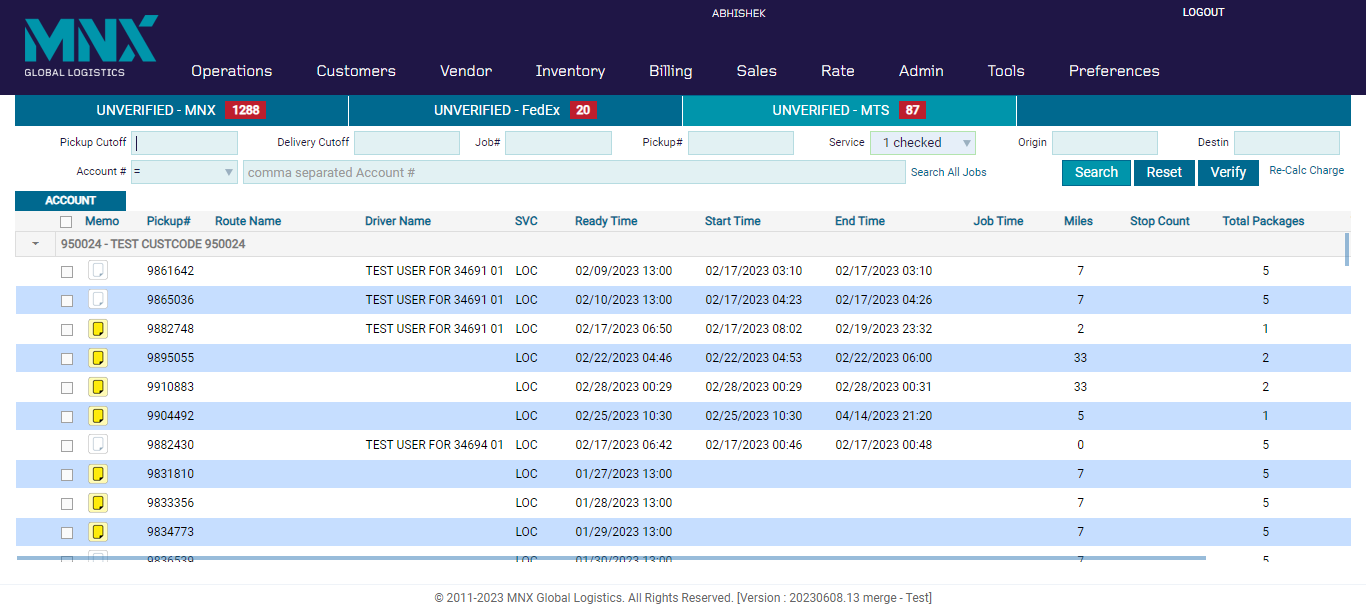 MNX
GLOBAL LOGISTICS
ABHISHEK
LOGOUT
Operations Customers Vendor Inventory Billing Sales Rate Admin Tools Preferences
UNVERIFIED - MNX 1288 UNVERIFIED - FedEx 20 UNVERIFIED - MTS 87
Pickup Cutoff Delivery Cutoff Job# Pickup# Service 1 checked Origin Destin
Account # = comma separated Account # Search All Jobs Search Reset Verify Re-Calc Charge
ACCOUNT
Memo Pickup# Route Name Driver Name SVC Ready Time Start Time End Time Job Time Miles Stop Count Total Packages
950024 - TEST CUSTCODE 950024
9861642 TEST USER FOR 34691 01 LOC 02/09/2023 13:00 02/17/2023 03:10 02/17/2023 03:10 7 5
9865036 TEST USER FOR 34691 01 LOC 02/10/2023 13:00 02/17/2023 04:23 02/17/2023 04:26 7 5
9882748 TEST USER FOR 34691 01 LOC 02/17/2023 06:50 02/17/2023 08:02 02/19/2023 23:32 2 1
9895055 LOC 02/22/2023 04:46 02/22/2023 04:53 02/22/2023 06:00 33 2
9910883 LOC 02/28/2023 00:29 02/28/2023 00:29 02/28/2023 00:31 33 2
9904492 LOC 02/25/2023 10:30 02/25/2023 10:30 04/14/2023 21:20 5 1
9882430 TEST USER FOR 34694 01 LOC 02/17/2023 06:42 02/17/2023 00:46 02/17/2023 00:48 0 5
9831810 LOC 01/27/2023 13:00 7 5
9833356 LOC 01/28/2023 13:00 7 5
9834773 LOC 01/29/2023 13:00 7 5
9836539 LOC 01/30/2023 13:00 7 5
© 2011-2023 MNX Global Logistics. All Rights Reserved. [Version : 20230608.13 merge - Test]